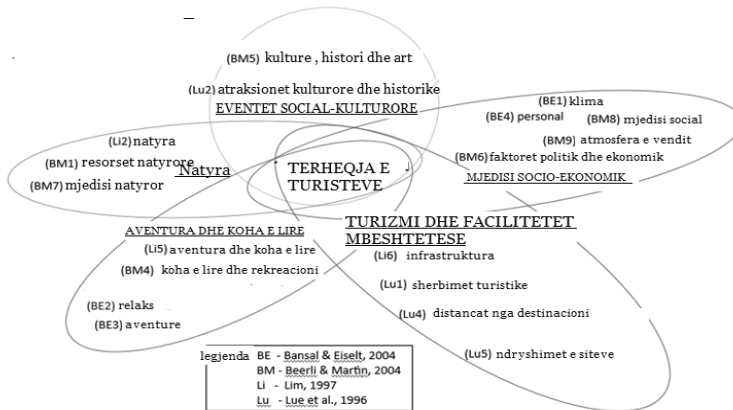 (BM5) kulture , histori dhe art
(Lu2) atraksionet kulturore dhe historike
EVENTET SOCIAL-KULTURORE
(BE1) klima
(BE4) personal
(BM8) mjedisi social
(BM9) atmosfera e vendit
(BM6) faktoret politik dhe ekonomik
MJEDISI SOCIO-EKONOMIK
(Li2) natyra
(BM1) resorset natyrore
(BM7) mjedisi natyror
Natyra
TERHEQJA E
TURISTEVE
AVENTURA DHE KOHA E LIRE
(Li5) aventura dhe koha e lire
(BM4) koha e lire dhe rekreacioni
(BE2) relaks
(BE3) aventure
TURIZMI DHE FACILITETET
MBESHTETESE
(Li6) infrastruktura
(Lu1) sherbimet turistike
(Lu4) distancat nga destinacioni
(Lu5) ndryshimet e siteve
legjenda
BE - Bansal & Eiselt, 2004
BM - Beerli & Martin, 2004
Li - Lim, 1997
Lu - Lue et al., 1996